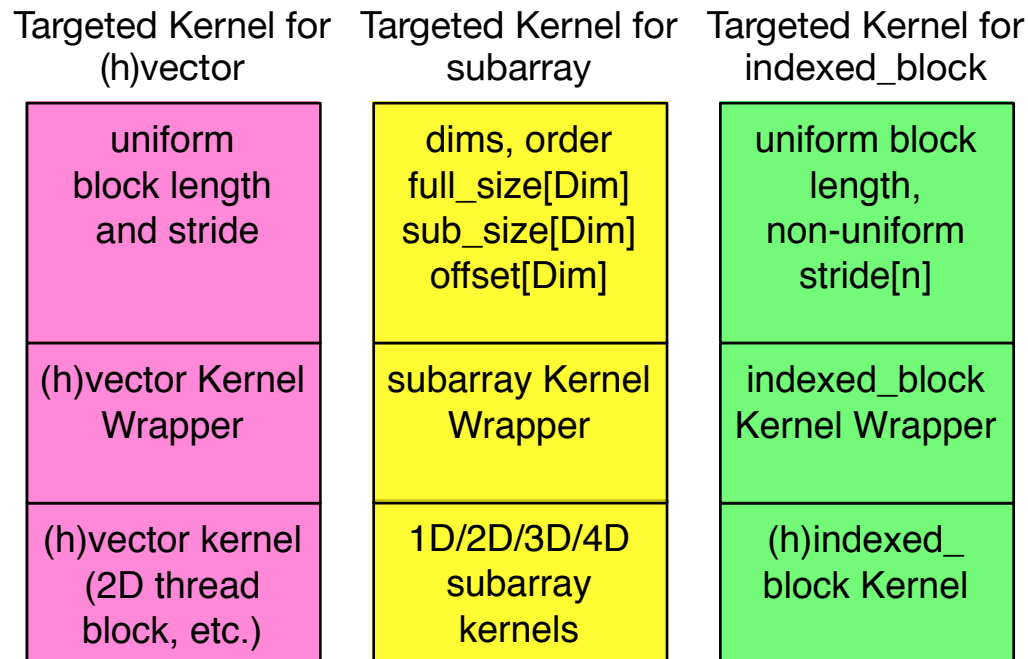 Targeted Kernel for
(h)vector
uniform
block length
and stride
(h)vector Kernel
Wrapper
(h)vector kernel
(2D thread
block, etc.)
Targeted Kernel for
subarray
dims, order
full_size[Dim]
sub_size[Dim]
offset[Dim]
subarray Kernel
Wrapper
1D/2D/3D/4D
subarray
kernels
Targeted Kernel for
indexed_block
uniform block
length,
non-uniform
stride[n]
indexed_block
Kernel Wrapper
(h)indexed_
block Kernel